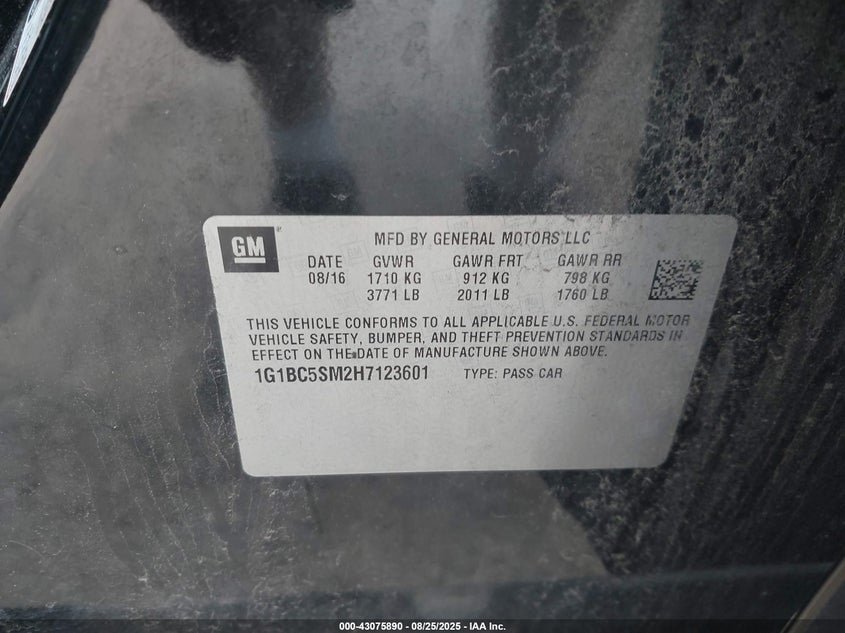 GM
MFD BY GENERAL MOTORS LLC
DATE GVWR GAWR FRT GAWR RR
08/16 1710 KG 912 KG 798 KG
3771 LB 2011 LB 1760 LB
THIS VEHICLE CONFORMS TO ALL APPLICABLE U.S. FEDERAL MOTOR
VEHICLE SAFETY, BUMPER, AND THEFT PREVENTION STANDARDS IN
EFFECT ON THE DATE OF MANUFACTURE SHOWN ABOVE.
1G1BC5SM2H7123601 TYPE: PASS CAR
000-43075890 - 08/25/2025 - IAA Inc.